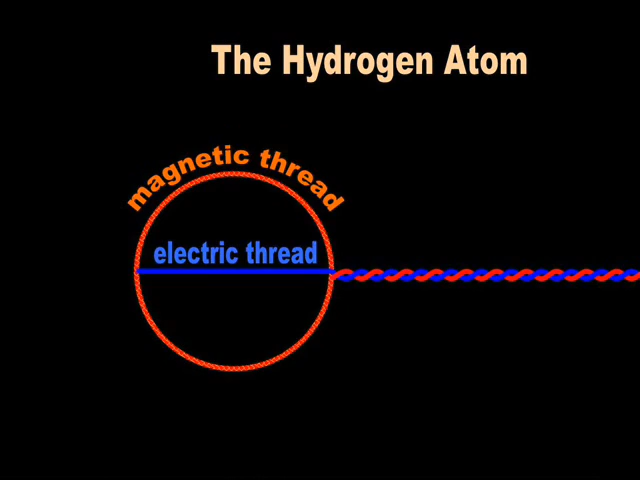 The Hydrogen Atom
magnetic thread
electric thread